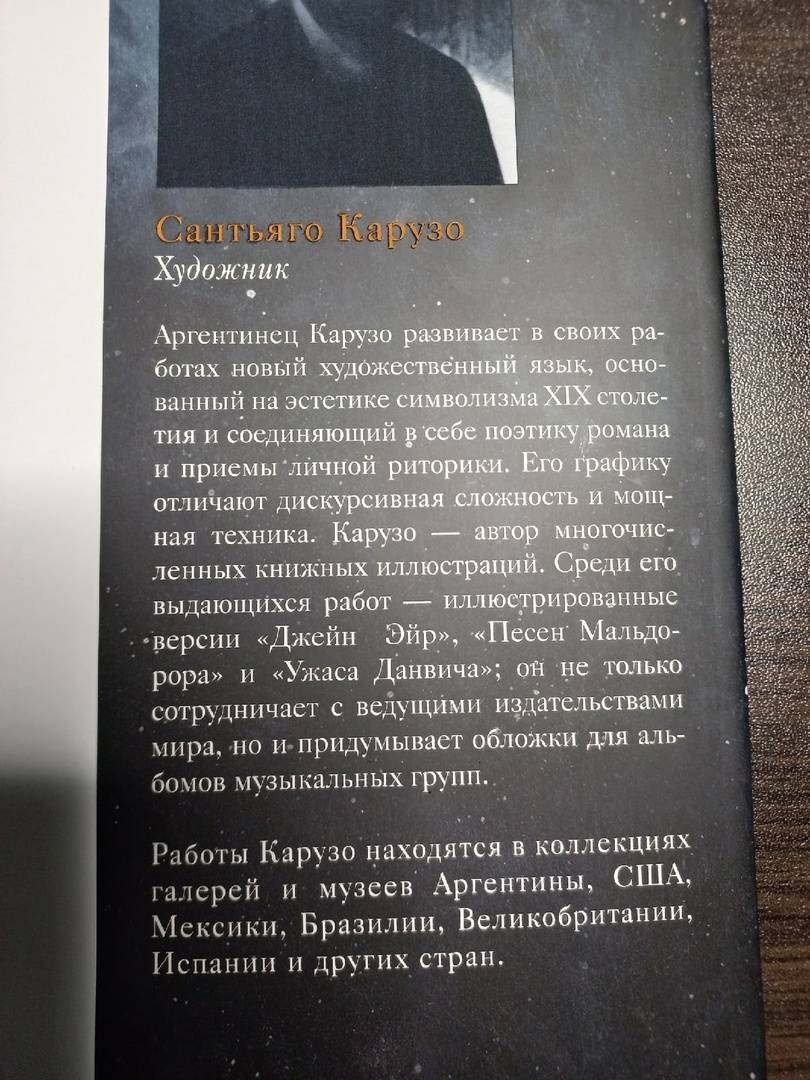 Сантьяго Карузо
Художник
Аргентинец Карузо развивает в своих ра-
ботах новый художественный язык, осно-
ванный на эстетике символизма XIX столе-
тия и соединяющий в себе поэтику романа
и приемы личной риторики. Его графику
отличают дискурсивная сложность и мощ-
ная техника. Карузо — автор многочис-
ленных книжных иллюстраций. Среди его
выдающихся работ — иллюстрированные
версии «Джейн Эйр», «Песен Мальдо-
рора» и «Ужаса Данвича»; он не только
сотрудничает с ведущими издательствами
мира, но и придумывает обложки для аль-
бомов музыкальных групп.
Работы Карузо находятся в коллекциях
галерей и музеев Аргентины, США,
Мексики, Бразилии, Великобритании,
Испании и других стран.